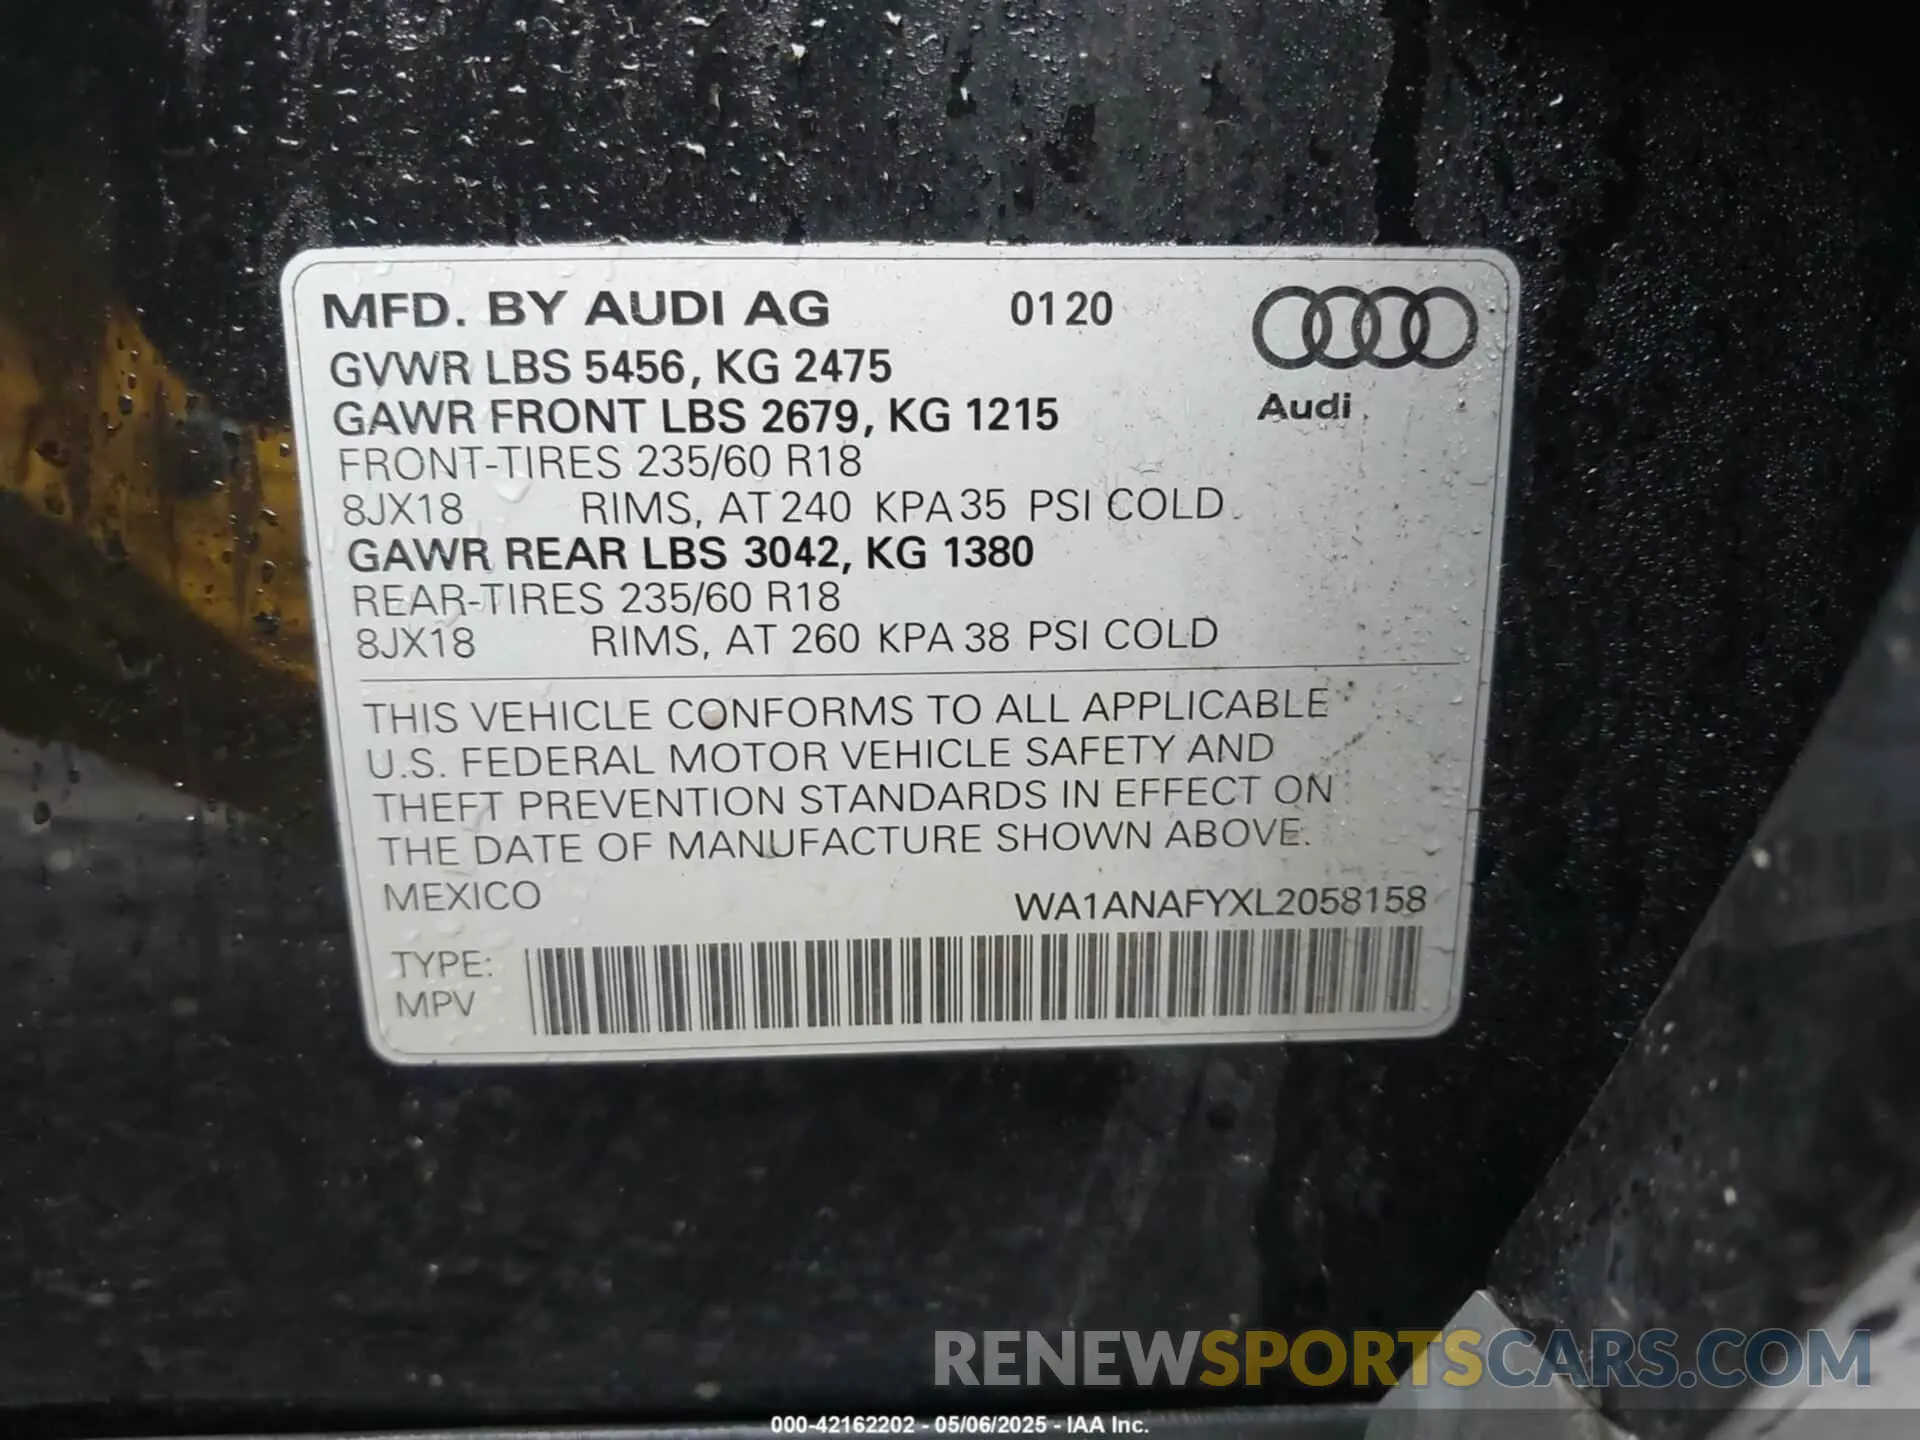 MFD. BY AUDI AG 0120
GVWR LBS 5456, KG 2475
GAWR FRONT LBS 2679, KG 1215
Audi
FRONT-TIRES 235/60 R18
8JX18 RIMS, AT 240 KPA 35 PSI COLD
GAWR REAR LBS 3042, KG 1380
REAR-TIRES 235/60 R18
8JX18 RIMS, AT 260 KPA 38 PSI COLD
THIS VEHICLE CONFORMS TO ALL APPLICABLE
U.S. FEDERAL MOTOR VEHICLE SAFETY AND
THEFT PREVENTION STANDARDS IN EFFECT ON
THE DATE OF MANUFACTURE SHOWN ABOVE.
MEXICO WA1ANAFYXL2058158
TYPE:
MPV
RENEWSPORTSCARS.COM
000-42162202 - 05/06/2025 - IAA Inc.